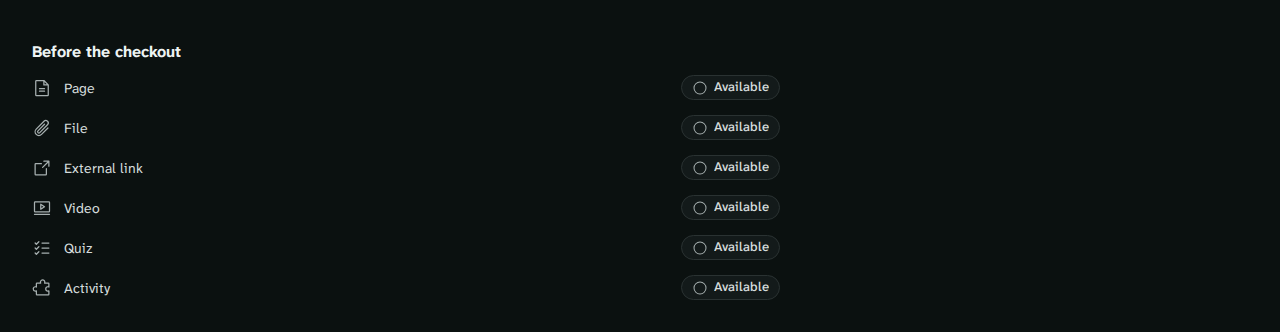 Before the checkout
Page Available
File Available
External link Available
Video Available
Quiz Available
Activity Available